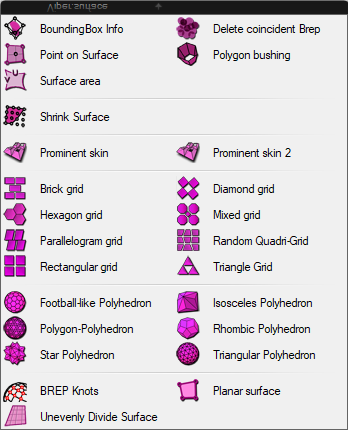 Viper.surface
BoundingBox Info
Delete coincident Brep
Point on Surface
Polygon bushing
Surface area
Shrink Surface
Prominent skin
Prominent skin 2
Brick grid
Diamond grid
Hexagon grid
Mixed grid
Parallelogram grid
Random Quadri-Grid
Rectangular grid
Triangle Grid
Football-like Polyhedron
Isosceles Polyhedron
Polygon-Polyhedron
Rhombic Polyhedron
Star Polyhedron
Triangular Polyhedron
BREP Knots
Planar surface
Unevenly Divide Surface